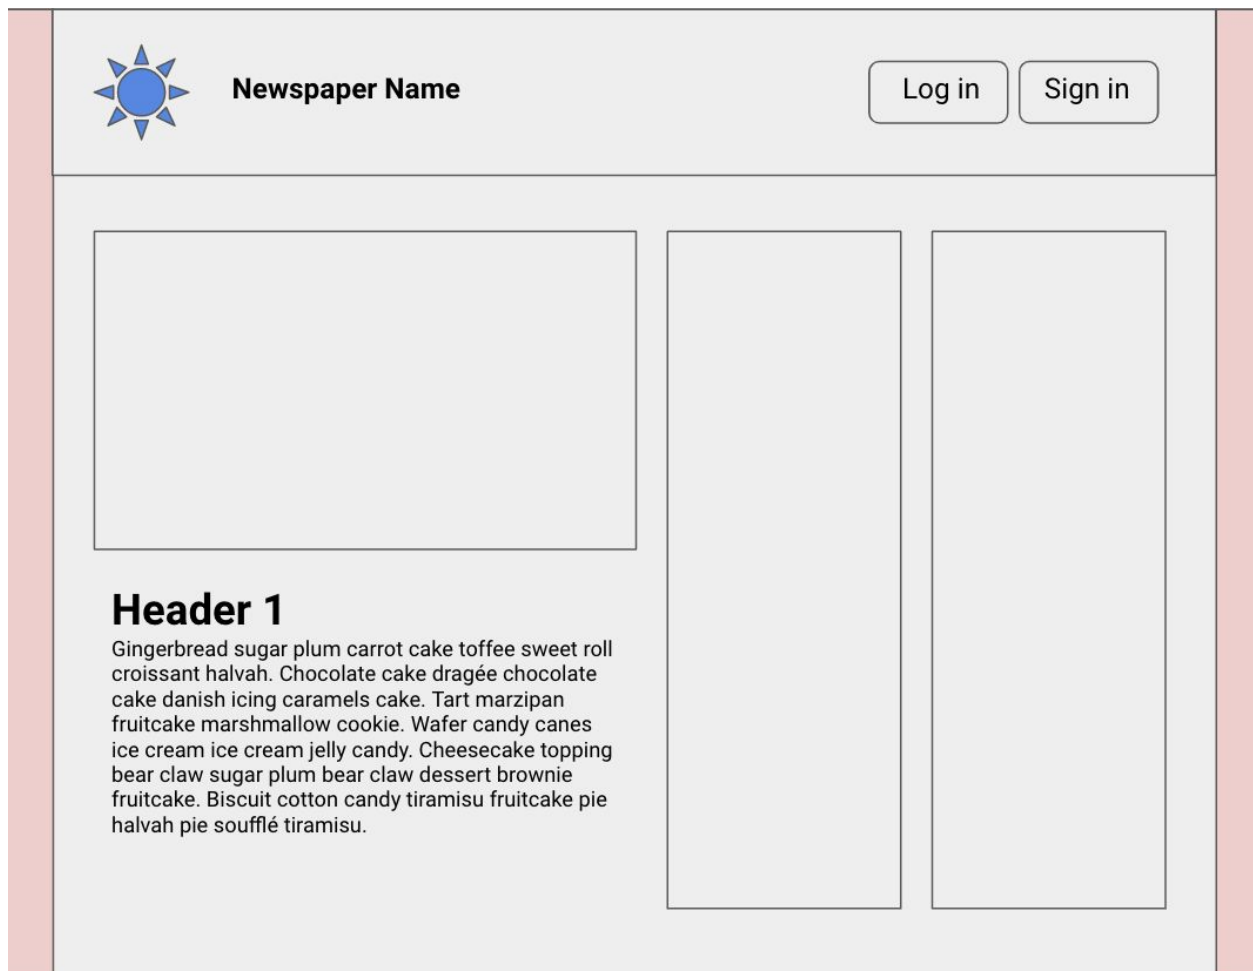 Newspaper Name
Log in
Sign in
Header 1
Gingerbread sugar plum carrot cake toffee sweet roll
croissant halvah. Chocolate cake dragée chocolate
cake danish icing caramels cake. Tart marzipan
fruitcake marshmallow cookie. Wafer candy canes
ice cream ice cream jelly candy. Cheesecake topping
bear claw sugar plum bear claw dessert brownie
fruitcake. Biscuit cotton candy tiramisu fruitcake pie
halvah pie soufflé tiramisu.